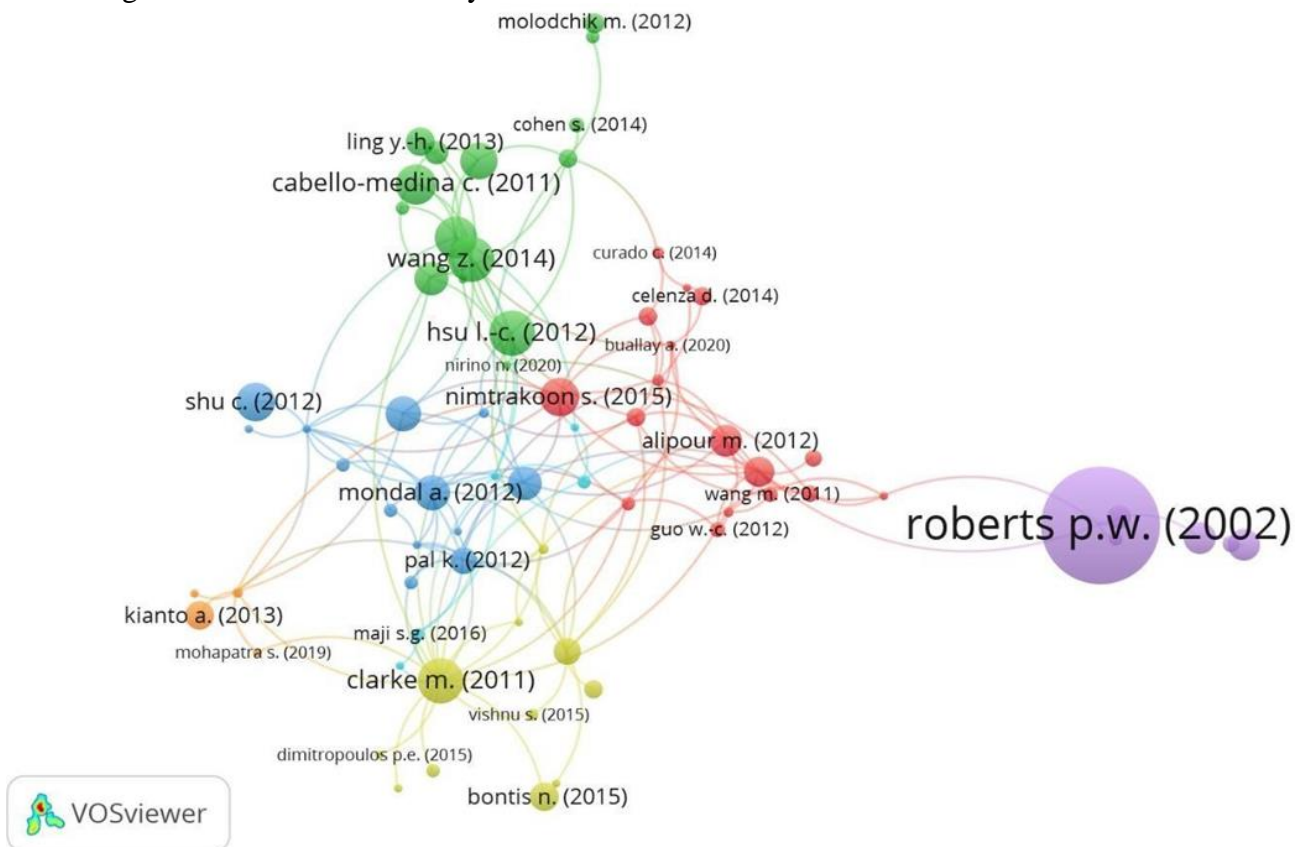 molodchik m. (2012)
cohen s. (2014)
ling y.-h. (2013)
cabello-medina c. (2011)
curado c. (2014)
wang z. (2014)
celenza d. (2014)
hsu l.-c. (2012)
buallay a. (2020)
nirino n. (2020)
nimtrakoon s. (2015)
shu c. (2012)
alipour m. (2012)
mondal a. (2012)
wang m. (2011)
roberts p.w. (2002)
guo w.-c. (2012)
pal k. (2012)
kianto a. (2013)
maji s.g. (2016)
mohapatra s. (2019)
clarke m. (2011)
vishnu s. (2015)
dimitropoulos p.e. (2015)
bontis n. (2015)
VOSviewer